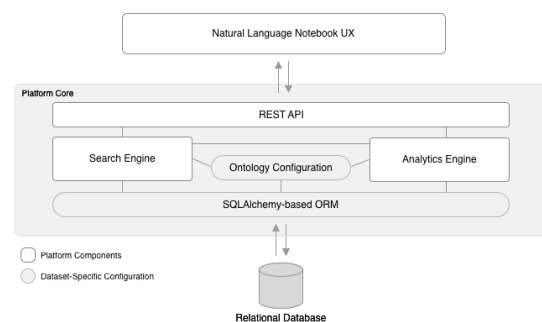 Natural Language Notebook UX
Platform Core
REST API
Search Engine
Ontology Configuration
Analytics Engine
SQLAlchemy-based ORM
Platform Components
Dataset-Specific Configuration
Relational Database